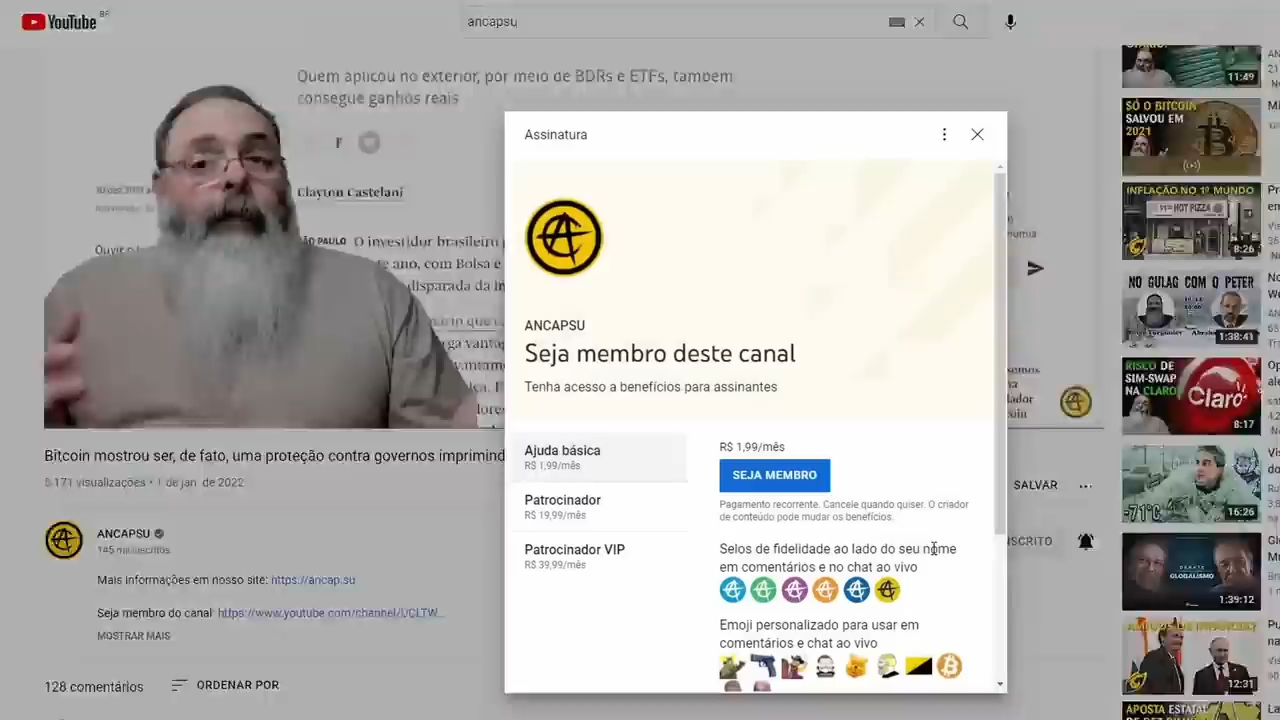 YouTube BR
ancapsu
Quem aplicou no exterior, por meio de BDRs e ETFs, também
consegue ganhos reais
Clayton Castelani
SÃO PAULO O investidor brasileiro
e ano, com Bolsa e
disparada da
Assinatura
ANCAPSU
Seja membro deste canal
Tenha acesso a benefícios para assinantes
Ajuda básica
R$ 1,99/mês
Patrocinador
R$ 19,99/mês
Patrocinador VIP
R$ 39,99/mês
R$ 1,99/mês
SEJA MEMBRO
Pagamento recorrente. Cancele quando quiser. O criador
de conteúdo pode mudar os benefícios.
Selos de fidelidade ao lado do seu nome
em comentários e no chat ao vivo
Emoji personalizado para usar em
comentários e chat ao vivo
Bitcoin mostrou ser, de fato, uma proteção contra governos imprimind
5.171 visualizações • 1 de jan. de 2022
SALVAR
ANCAPSU
145 mil inscritos
INSCRITO
Mais informações em nosso site: https://ancap.su
Seja membro do canal https://www.youtube.com/channel/UCLTW...
MOSTRAR MAIS
128 comentários
ORDENAR POR
11:49
SÓ O BITCOIN
SALVOU EM
2021
INFLAÇÃO NO 1º MUNDO
HOT PIZZA
8:26
NO GULAG COM O PETER
1:38:41
RISCO DE
SIM-SWAP
NA CLARO
Claro
8:17
-71°C
16:26
DEBATE
GLOBALISMO
1:39:12
12:31
APOSTA ESTATAL